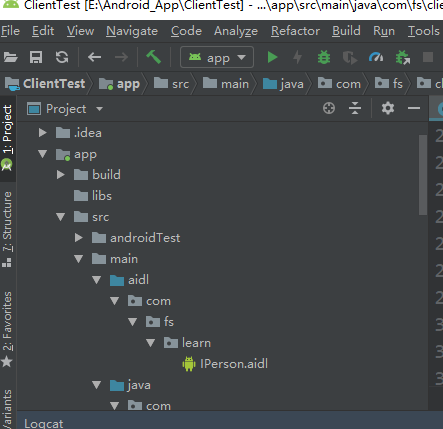 ClientTest [E:\Android_App\ClientTest] - ...\app\src\main\java\com\fs\cli
File Edit View Navigate Code Analyze Refactor Build Run Tools
app
ClientTest app src main java com fs
1: Project
Project
.idea
app
build
libs
src
androidTest
main
aidl
com
fs
learn
IPerson.aidl
java
com
7: Structure
2: Favorites
Variants
Logcat